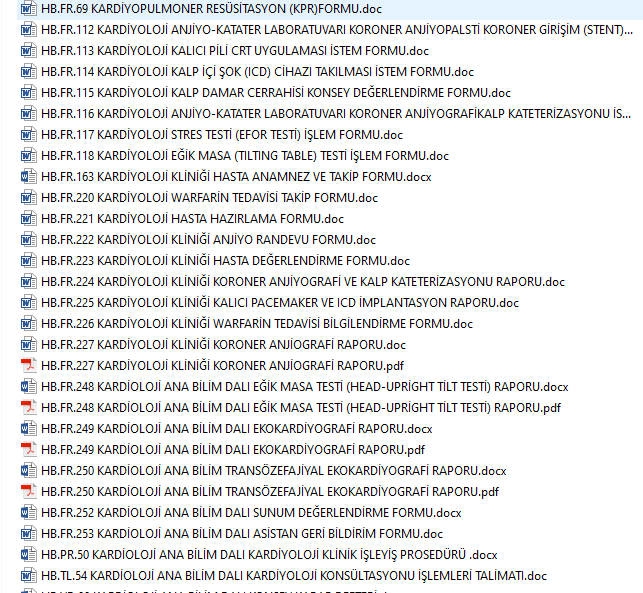 HB.FR.69 KARDİYOPULMONER RESÜSİTASYON (KPR)FORMU.doc
HB.FR.112 KARDİYOLOJİ ANJİYO-KATATER LABORATUVARI KORONER ANJİYOPALSTİ KORONER GİRİŞİM (STENT)...
HB.FR.113 KARDİYOLOJİ KALICI PİLİ CRT UYGULAMASI İSTEM FORMU.doc
HB.FR.114 KARDİYOLOJİ KALP İÇİ ŞOK (ICD) CİHAZI TAKILMASI İSTEM FORMU.doc
HB.FR.115 KARDİYOLOJİ KALP DAMAR CERRAHİSİ KONSEY DEĞERLENDİRME FORMU.doc
HB.FR.116 KARDİYOLOJİ ANJİYO-KATATER LABORATUVARI KORONER ANJİYOGRAFİKALP KATETERİZASYONU İS...
HB.FR.117 KARDİYOLOJİ STRES TESTİ (EFOR TESTİ) İŞLEM FORMU.doc
HB.FR.118 KARDİYOLOJİ EĞİK MASA (TILTING TABLE) TESTİ İŞLEM FORMU.doc
HB.FR.163 KARDİYOLOJİ KLİNİĞİ HASTA ANAMNEZ VE TAKİP FORMU.docx
HB.FR.220 KARDİYOLOJİ WARFARİN TEDAVİSİ TAKİP FORMU.doc
HB.FR.221 KARDİYOLOJİ HASTA HAZIRLAMA FORMU.doc
HB.FR.222 KARDİYOLOJİ KLİNİĞİ ANJİYO RANDEVU FORMU.doc
HB.FR.223 KARDİYOLOJİ KLİNİĞİ HASTA DEĞERLENDİRME FORMU.doc
HB.FR.224 KARDİYOLOJİ KLİNİĞİ KORONER ANJİYOGRAFİ VE KALP KATETERİZASYONU RAPORU.doc
HB.FR.225 KARDİYOLOJİ KLİNİĞİ KALICI PACEMAKER VE ICD İMPLANTASYON RAPORU.doc
HB.FR.226 KARDİYOLOJİ KLİNİĞİ WARFARİN TEDAVİSİ BİLGİLENDİRME FORMU.doc
HB.FR.227 KARDİYOLOJİ KLİNİĞİ KORONER ANJİOGRAFİ RAPORU.doc
HB.FR.227 KARDİYOLOJİ KLİNİĞİ KORONER ANJİOGRAFİ RAPORU.pdf
HB.FR.248 KARDİOLOJİ ANA BİLİM DALI EĞİK MASA TESTİ (HEAD-UPRİGHT TİLT TESTİ) RAPORU.docx
HB.FR.248 KARDİOLOJİ ANA BİLİM DALI EĞİK MASA TESTİ (HEAD-UPRİGHT TİLT TESTİ) RAPORU.pdf
HB.FR.249 KARDİOLOJİ ANA BİLİM DALI EKOKARDİYOGRAFİ RAPORU.docx
HB.FR.249 KARDİOLOJİ ANA BİLİM DALI EKOKARDİYOGRAFİ RAPORU.pdf
HB.FR.250 KARDİOLOJİ ANA BİLİM TRANSÖZEFAJİYAL EKOKARDİYOGRAFİ RAPORU.docx
HB.FR.250 KARDİOLOJİ ANA BİLİM TRANSÖZEFAJİYAL EKOKARDİYOGRAFİ RAPORU.pdf
HB.FR.252 KARDİOLOJİ ANA BİLİM DALI SUNUM DEĞERLENDİRME FORMU.docx
HB.FR.253 KARDİOLOJİ ANA BİLİM DALI ASİSTAN GERİ BİLDİRİM FORMU.doc
HB.PR.50 KARDİOLOJİ ANA BİLİM DALI KARDİYOLOJİ KLİNİK İŞLEYİŞ PROSEDÜRÜ .docx
HB.TL.54 KARDİOLOJİ ANA BİLİM DALI KARDİYOLOJİ KONSÜLTASYONU İŞLEMLERİ TALİMATI.doc